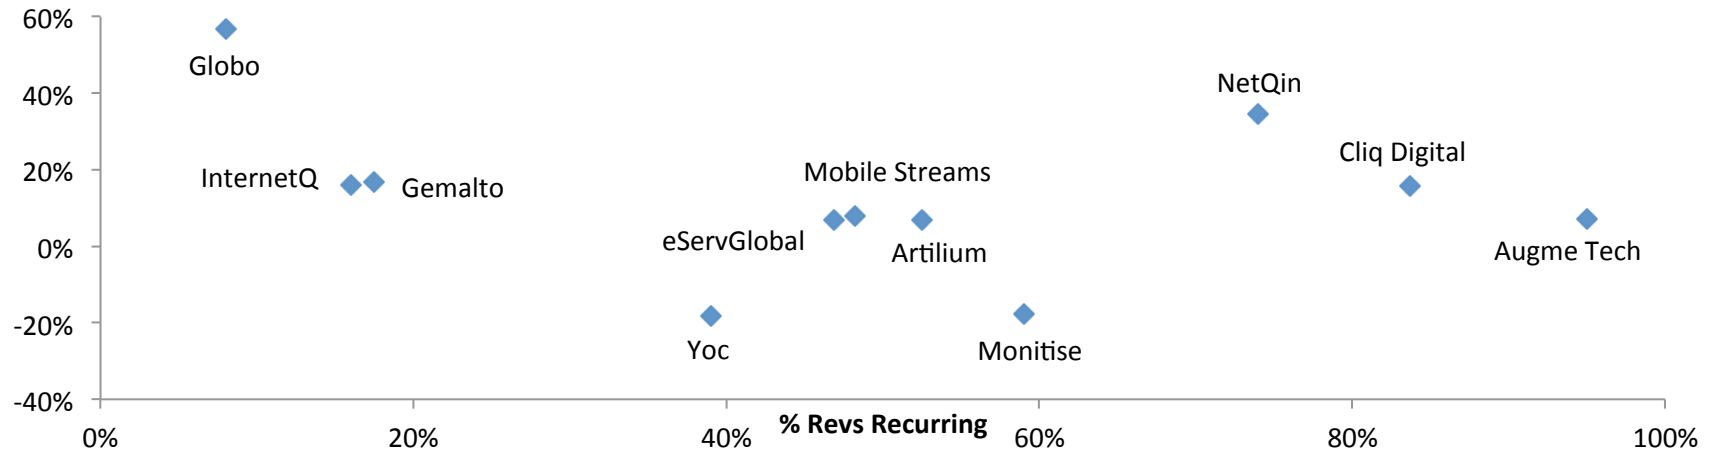 60%
Globo
NetQin
40%
Cliq Digital
20%
Mobile Streams
InternetQ
Gemalto
eServGlobal
0%
Artilium
Augme Tech
-20%
Yoc
Monitise
-40%
% Revs Recurring
0%
20%
40%
60%
80%
100%